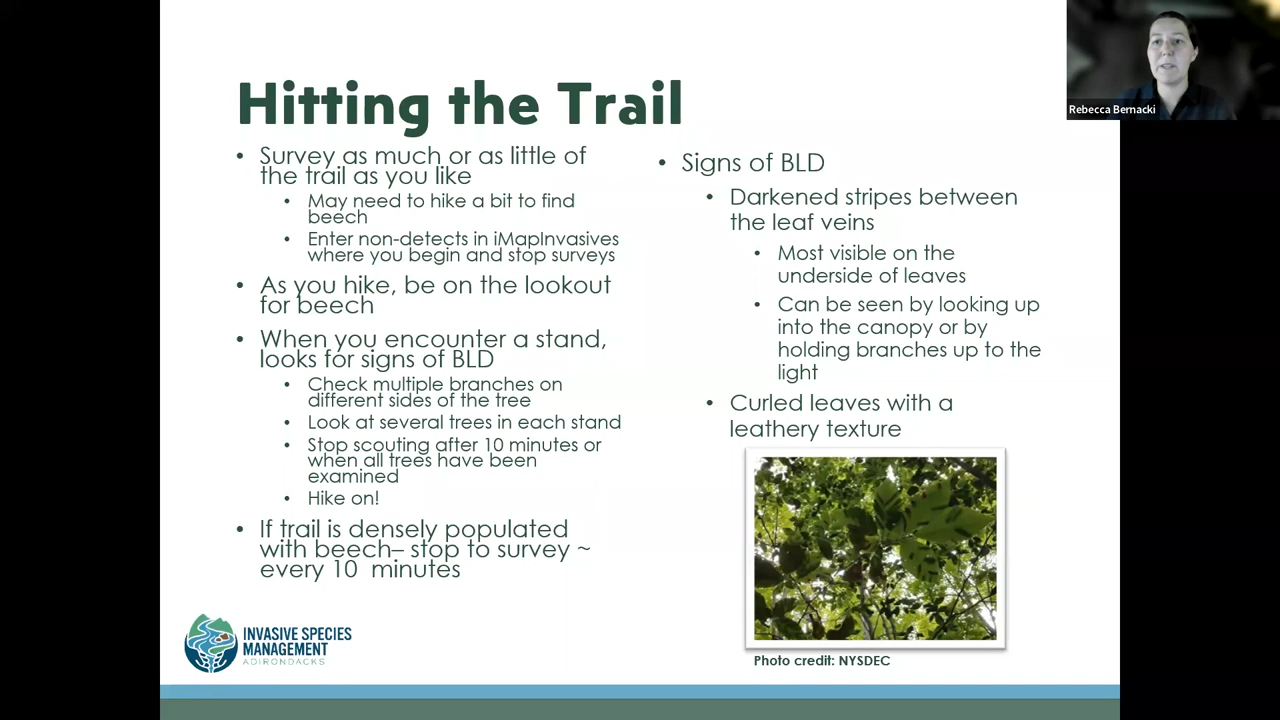 Hitting the Trail
• Survey as much or as little of
the trail as you like
• May need to hike a bit to find
beech
• Enter non-detects in iMapInvasives
where you begin and stop surveys
• As you hike, be on the lookout
for beech
• When you encounter a stand,
looks for signs of BLD
• Check multiple branches on
different sides of the tree
• Look at several trees in each stand
• Stop scouting after 10 minutes or
when all trees have been
examined
• Hike on!
• If trail is densely populated
with beech– stop to survey ~
every 10 minutes
• Signs of BLD
• Darkened stripes between
the leaf veins
• Most visible on the
underside of leaves
• Can be seen by looking up
into the canopy or by
holding branches up to the
light
• Curled leaves with a
leathery texture
Photo credit: NYSDEC
INVASIVE SPECIES
MANAGEMENT
ADIRONDACKS
Rebecca Bernacki